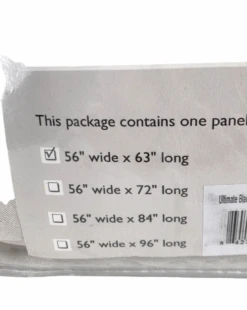 This package contains one panel
56" wide x 63" long
56" wide x 72" long
56" wide x 84" long
56" wide x 96" long
Ultimate